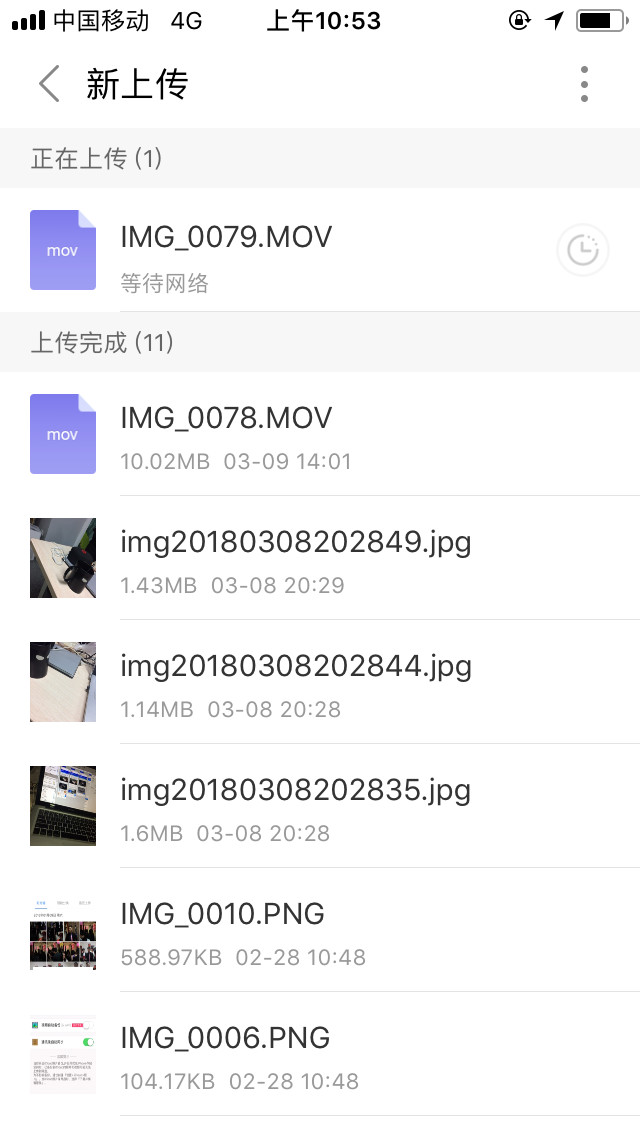 中国移动 4G 上午10:53
新上传
正在上传 (1)
mov
IMG_0079.MOV
等待网络
上传完成 (11)
mov
IMG_0078.MOV
10.02MB 03-09 14:01
img20180308202849.jpg
1.43MB 03-08 20:29
img20180308202844.jpg
1.14MB 03-08 20:28
img20180308202835.jpg
1.6MB 03-08 20:28
IMG_0010.PNG
588.97KB 02-28 10:48
IMG_0006.PNG
104.17KB 02-28 10:48